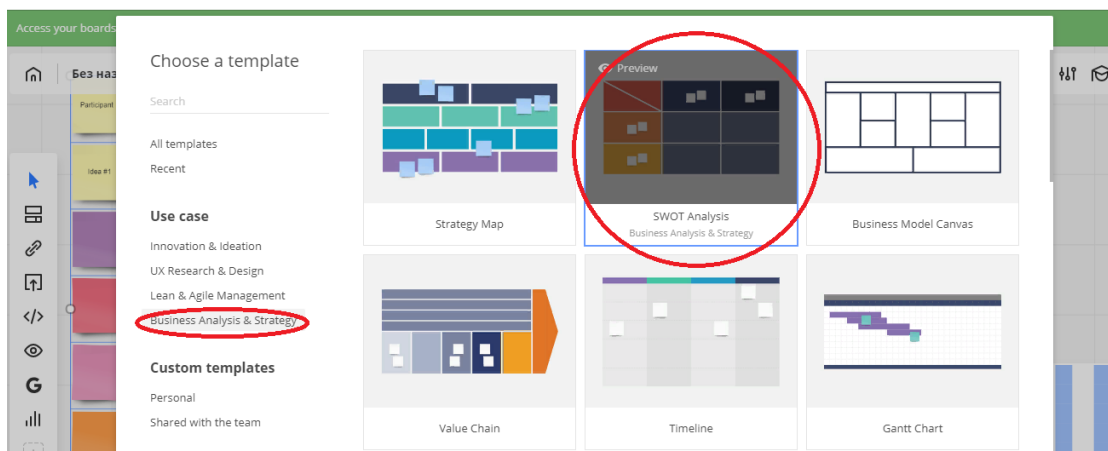 Access your boards
Без наз
Participant
Idea #1
</>
G
Choose a template
Search
All templates
Recent
Use case
Innovation & Ideation
UX Research & Design
Lean & Agile Management
Business Analysis & Strategy
Custom templates
Personal
Shared with the team
Strategy Map
Preview
SWOT Analysis
Business Analysis & Strategy
Business Model Canvas
Value Chain
Timeline
Gantt Chart